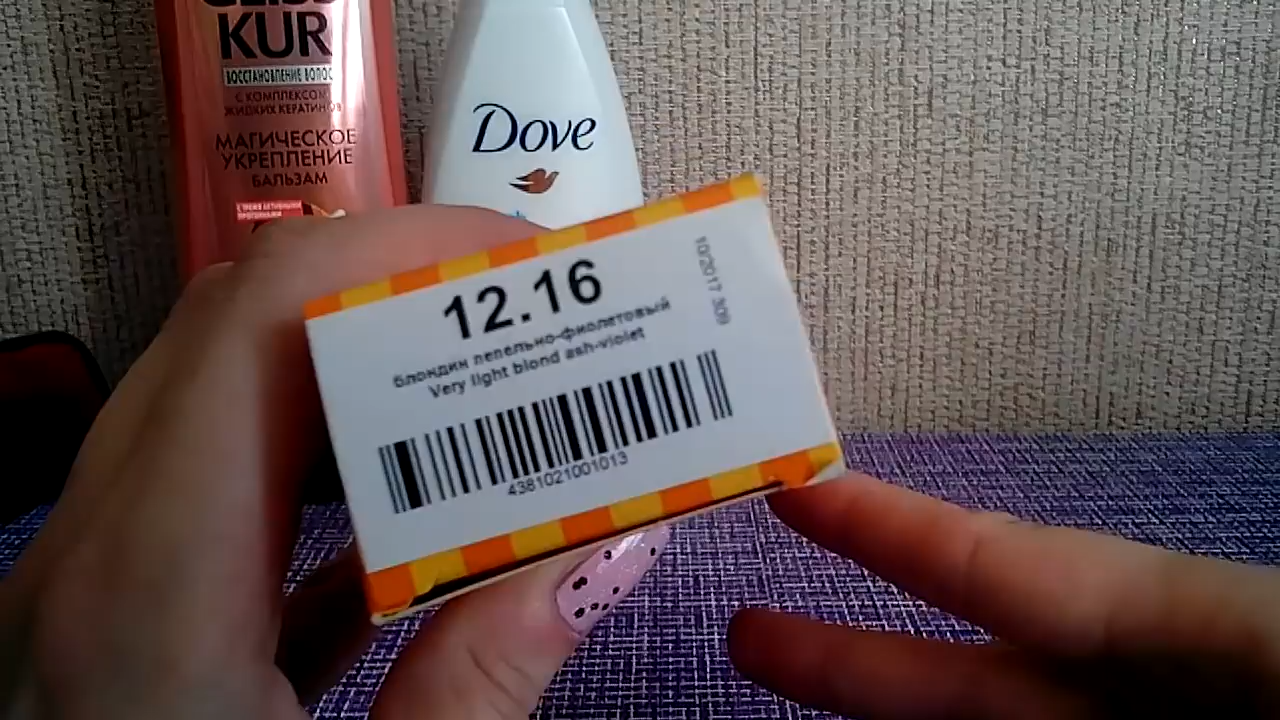 KUR
ВОССТАНОВЛЕНИЕ ВОЛОС
С КОМПЛЕКСОМ
ЖИДКИХ КЕРАТИНОВ
МАГИЧЕСКОЕ
УКРЕПЛЕНИЕ
БАЛЬЗАМ
Dove
12.16
блондин пепельно-фиолетовый
Very light blond ash-violet
4381021001013
10/2017 309